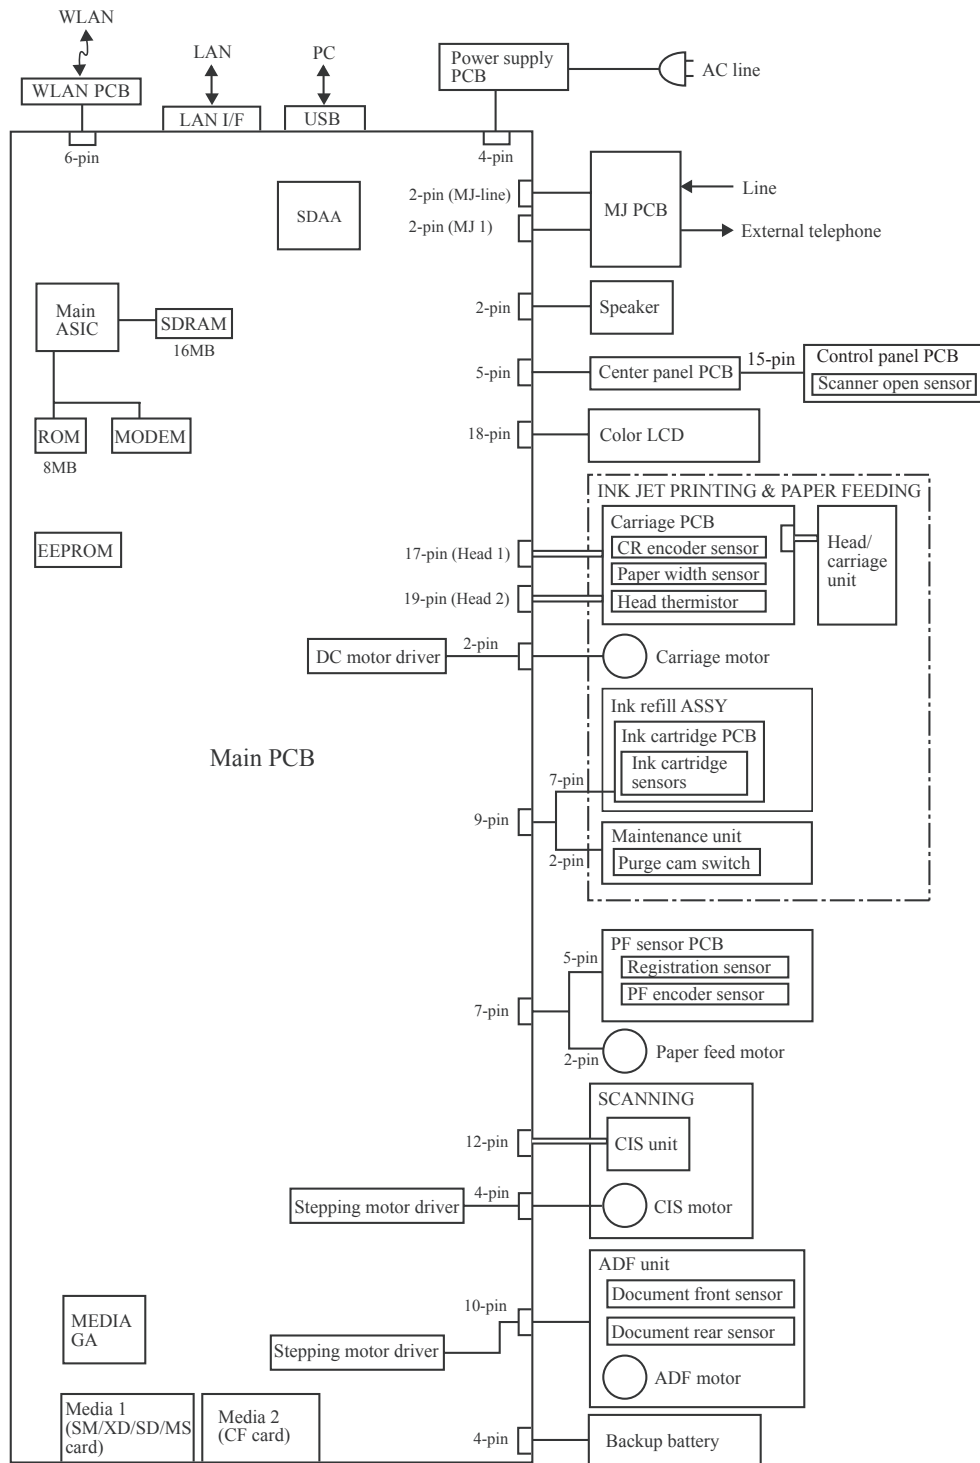 WLAN
LAN
PC
Power supply
PCB
AC line
WLAN PCB
LAN I/F
USB
6-pin
4-pin
2-pin (MJ-line)
SDAA
2-pin (MJ 1)
MJ PCB
Line
External telephone
Main
ASIC
SDRAM
16MB
2-pin
Speaker
5-pin
Center panel PCB
15-pin
Control panel PCB
Scanner open sensor
ROM
8MB
MODEM
18-pin
Color LCD
INK JET PRINTING & PAPER FEEDING
EEPROM
17-pin (Head 1)
19-pin (Head 2)
Carriage PCB
CR encoder sensor
Paper width sensor
Head thermistor
Head/
carriage
unit
DC motor driver
2-pin
Carriage motor
Main PCB
Ink refill ASSY
Ink cartridge PCB
Ink cartridge
sensors
7-pin
9-pin
2-pin
Maintenance unit
Purge cam switch
PF sensor PCB
5-pin
Registration sensor
PF encoder sensor
7-pin
2-pin
Paper feed motor
SCANNING
12-pin
CIS unit
Stepping motor driver
4-pin
CIS motor
ADF unit
10-pin
Document front sensor
Document rear sensor
MEDIA
GA
Stepping motor driver
ADF motor
Media 1
(SM/XD/SD/MS
card)
Media 2
(CF card)
4-pin
Backup battery